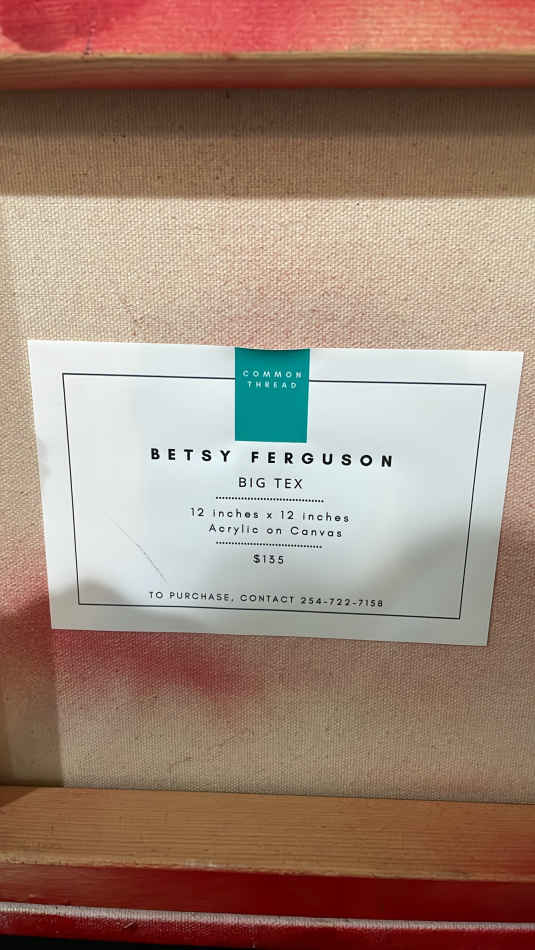 COMMON
THREAD
BETSY FERGUSON
BIG TEX
12 inches x 12 inches
Acrylic on Canvas
$135
TO PURCHASE, CONTACT 254-722-7158